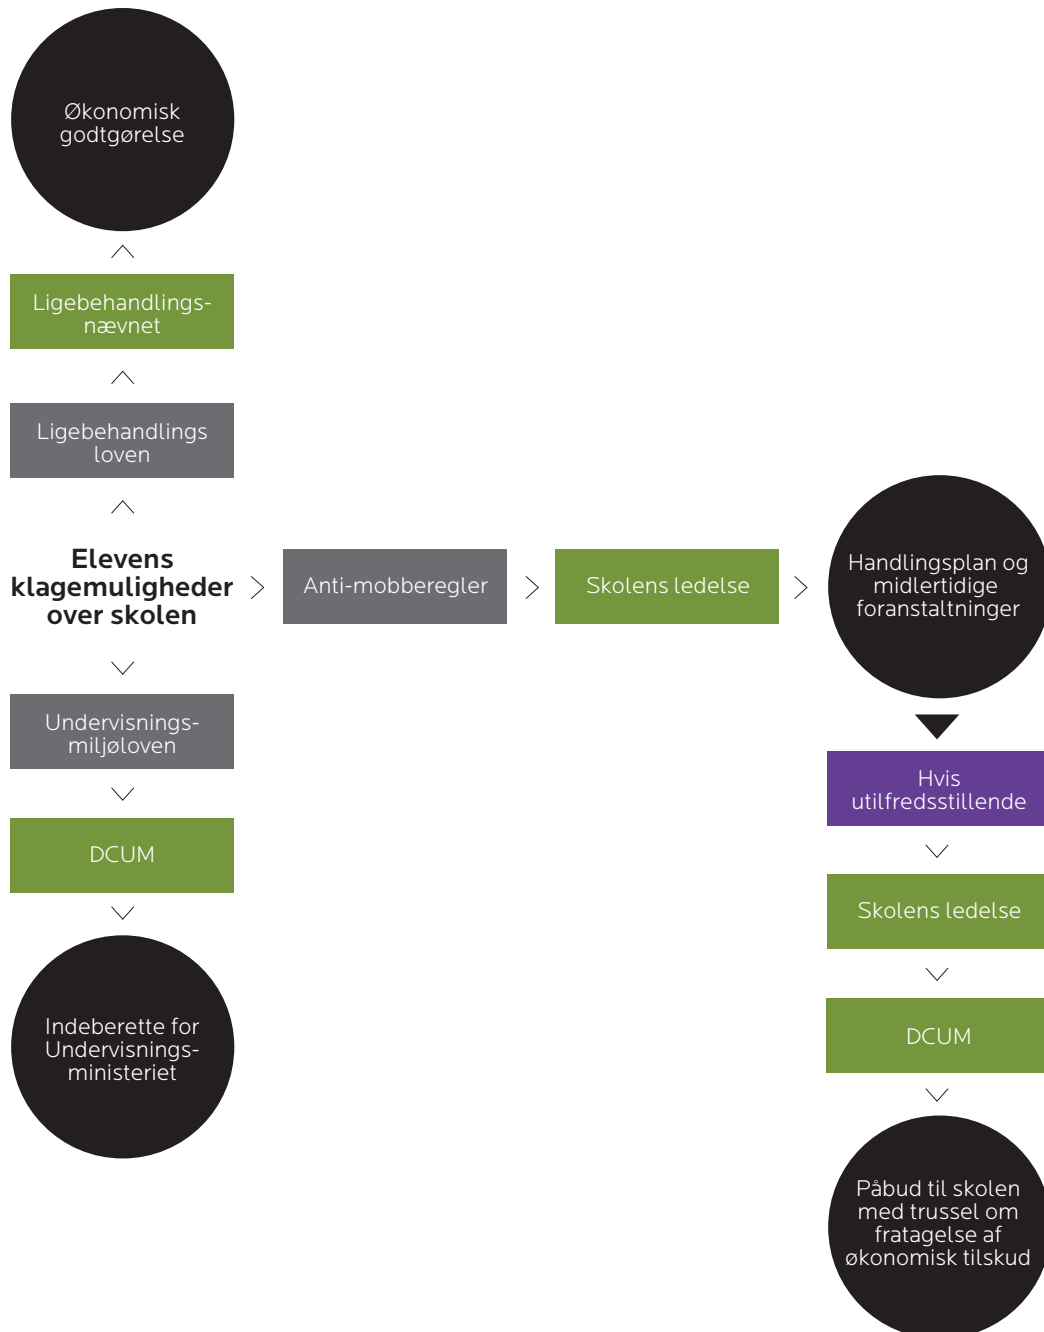 Økonomisk
godtgørelse
Ligebehandlings-
nævnet
Ligebehandlings
loven
Elevens
klagemuligheder
over skolen
Anti-mobberegler
Skolens ledelse
Handlingsplan og
midlertidige
foranstaltninger
Undervisnings-
miljøloven
DCUM
Indeberette for
Undervisnings-
ministeriet
Hvis
utilfredsstillende
Skolens ledelse
DCUM
Påbud til skolen
med trussel om
fratagelse af
økonomisk tilskud